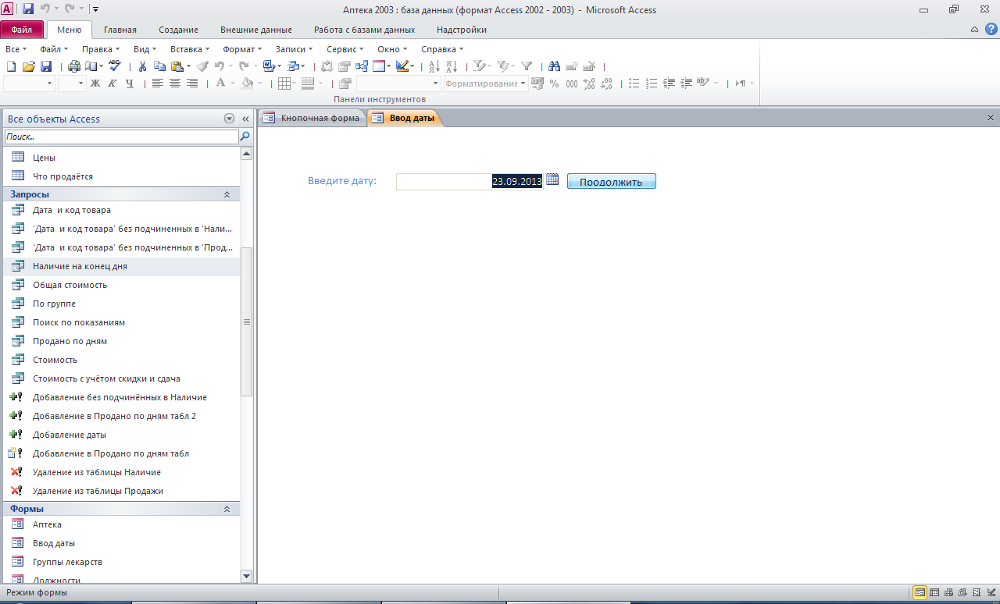 Аптека 2003 : база данных (формат Access 2002 - 2003) - Microsoft Access
Файл Меню Главная Создание Внешние данные Работа с базами данных Надстройки
Все Файл Правка Вид Вставка Формат Записи Сервис Окно Справка
Ж К Ч Форматирование % 000
Панели инструментов
Все объекты Access
Кнопочная форма Ввод даты
Поиск...
Цены
Что продаётся
Введите дату: 23.09.2013 Продолжить
Запросы
Дата и код товара
'Дата и код товара' без подчиненных в 'Нали...
'Дата и код товара' без подчиненных в 'Прод...
Наличие на конец дня
Общая стоимость
По группе
Поиск по показаниям
Продано по дням
Стоимость
Стоимость с учётом скидки и сдача
Добавление без подчинённых в Наличие
Добавление в Продано по дням табл 2
Добавление даты
Добавление в Продано по дням табл
Удаление из таблицы Наличие
Удаление из таблицы Продажи
Формы
Аптека
Ввод даты
Группы лекарств
Должности
Режим формы